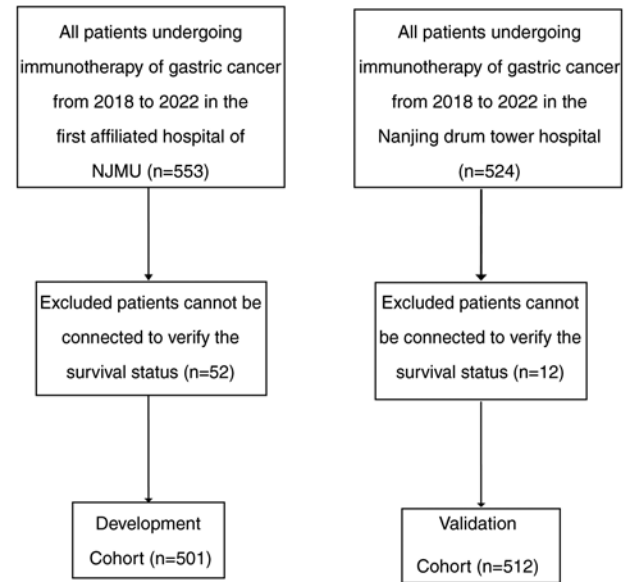 All patients undergoing
immunotherapy of gastric cancer
from 2018 to 2022 in the
first affiliated hospital of
NJMU (n=553)
Excluded patients cannot be
connected to verify the
survival status (n=52)
Development
Cohort (n=501)
All patients undergoing
immunotherapy of gastric cancer
from 2018 to 2022 in the
Nanjing drum tower hospital
(n=524)
Excluded patients cannot
be connected to verify the
survival status (n=12)
Validation
Cohort (n=512)